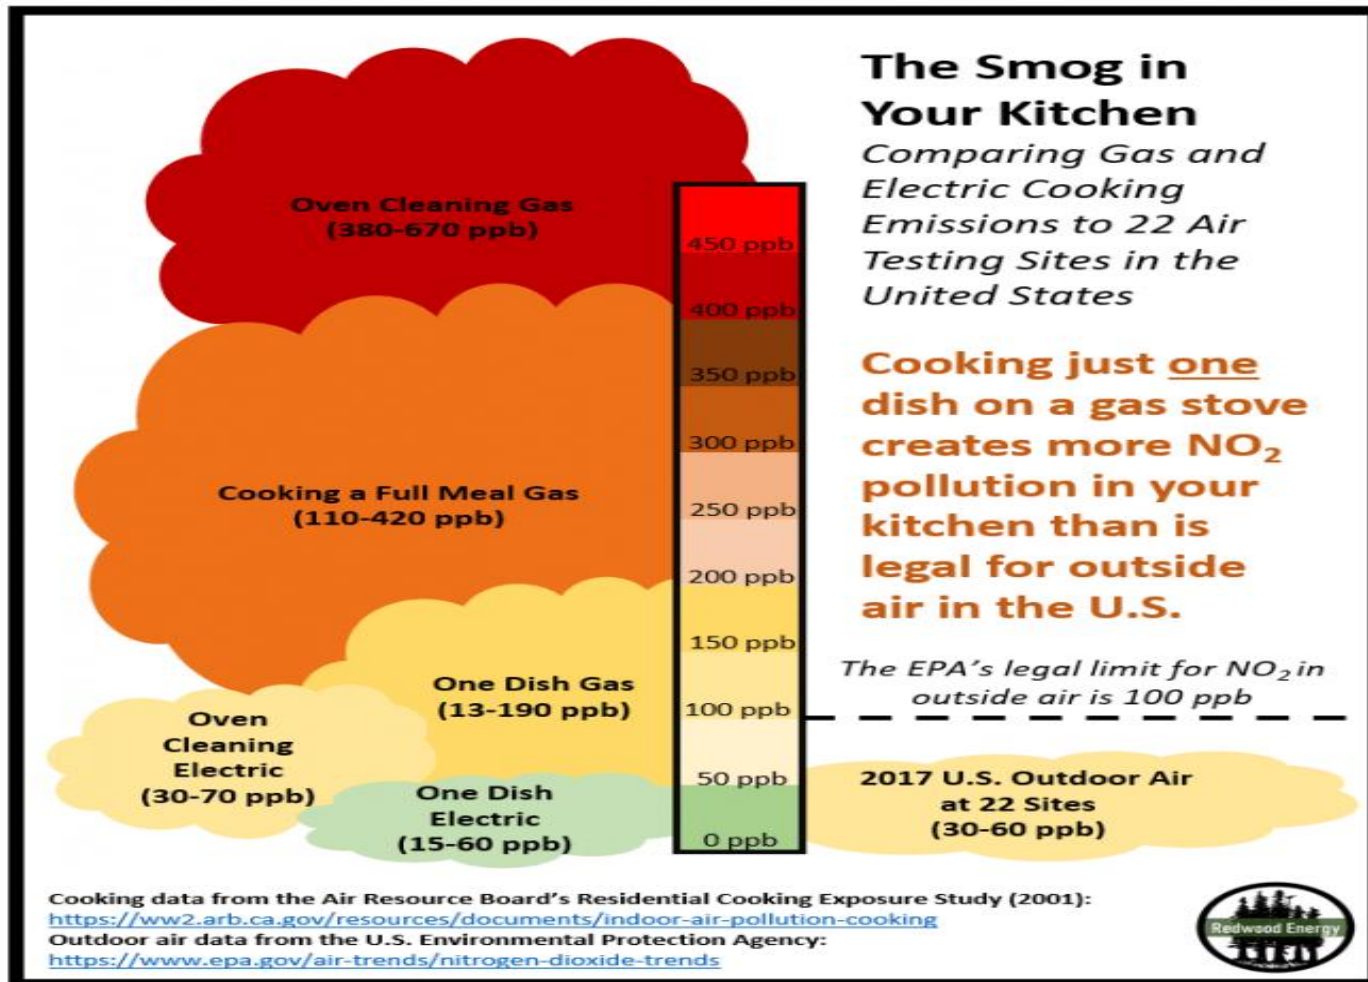 The Smog in
Your Kitchen
Comparing Gas and
Electric Cooking
Emissions to 22 Air
Testing Sites in the
United States
Cooking just one
dish on a gas stove
creates more NO₂
pollution in your
kitchen than is
legal for outside
air in the U.S.
The EPA's legal limit for NO₂ in
outside air is 100 ppb
Oven Cleaning Gas
(380-670 ppb)
Cooking a Full Meal Gas
(110-420 ppb)
One Dish Gas
(13-190 ppb)
Oven
Cleaning
Electric
(30-70 ppb)
One Dish
Electric
(15-60 ppb)
450 ppb
400 ppb
350 ppb
300 ppb
250 ppb
200 ppb
150 ppb
100 ppb
50 ppb
0 ppb
2017 U.S. Outdoor Air
at 22 Sites
(30-60 ppb)
Cooking data from the Air Resource Board's Residential Cooking Exposure Study (2001):
https://ww2.arb.ca.gov/resources/documents/indoor-air-pollution-cooking
Outdoor air data from the U.S. Environmental Protection Agency:
https://www.epa.gov/air-trends/nitrogen-dioxide-trends
Redwood Energy